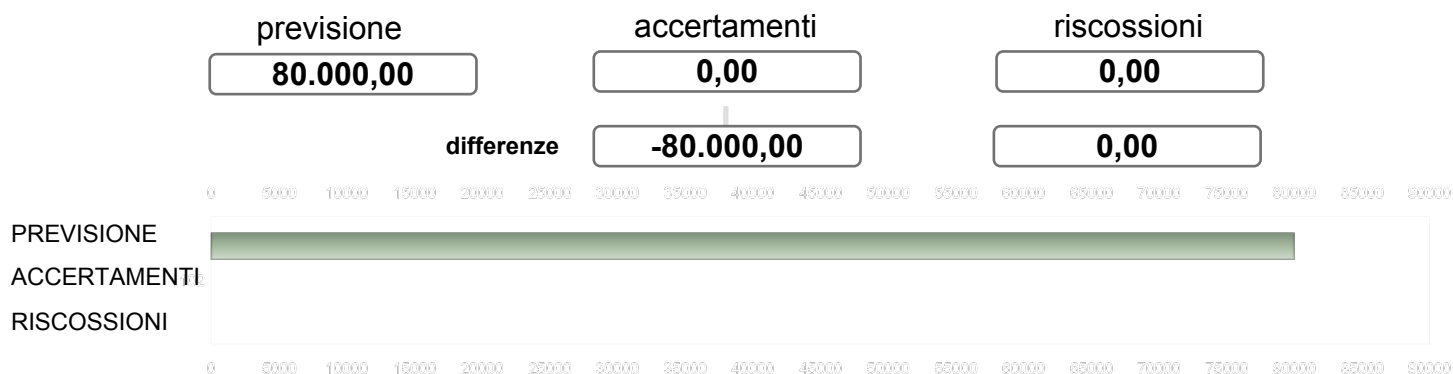 previsione accertamenti riscossioni
80.000,00 0,00 0,00
differenze -80.000,00 0,00
0 5000 10000 15000 20000 25000 30000 35000 40000 45000 50000 55000 60000 65000 70000 75000 80000 85000 90000
PREVISIONE
ACCERTAMENTI
RISCOSSIONI
0 5000 10000 15000 20000 25000 30000 35000 40000 45000 50000 55000 60000 65000 70000 75000 80000 85000 90000